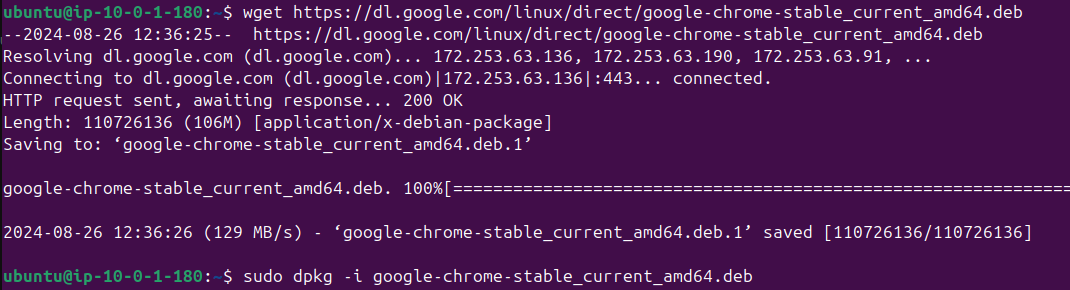 ubuntu@ip-10-0-1-180:~$ wget https://dl.google.com/linux/direct/google-chrome-stable_current_amd64.deb
--2024-08-26 12:36:25--  https://dl.google.com/linux/direct/google-chrome-stable_current_amd64.deb
Resolving dl.google.com (dl.google.com)... 172.253.63.136, 172.253.63.190, 172.253.63.91, ...
Connecting to dl.google.com (dl.google.com)|172.253.63.136|:443... connected.
HTTP request sent, awaiting response... 200 OK
Length: 110726136 (106M) [application/x-debian-package]
Saving to: ‘google-chrome-stable_current_amd64.deb.1’
google-chrome-stable_current_amd64.deb. 100%[==============================================================
2024-08-26 12:36:26 (129 MB/s) - ‘google-chrome-stable_current_amd64.deb.1’ saved [110726136/110726136]
ubuntu@ip-10-0-1-180:~$ sudo dpkg -i google-chrome-stable_current_amd64.deb